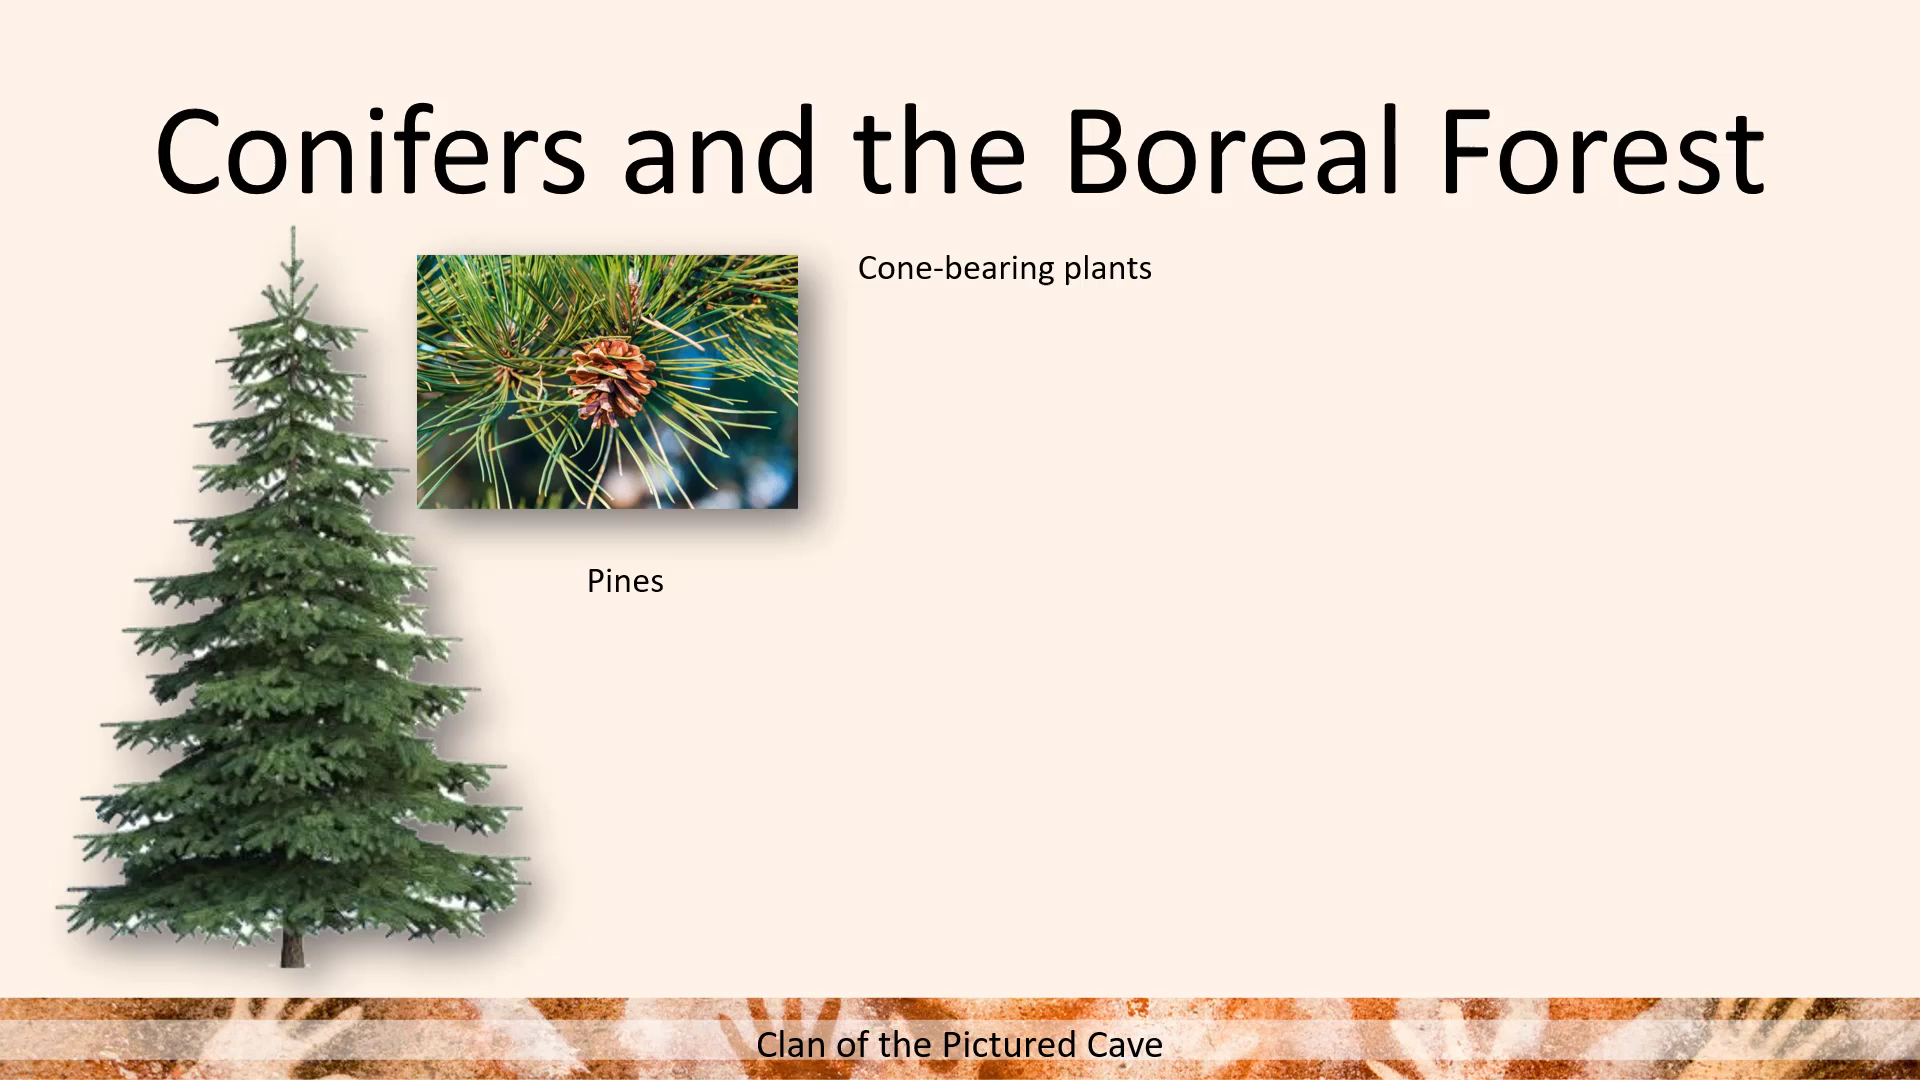 Conifers and the Boreal Forest
Cone-bearing plants
Pines
Clan of the Pictured Cave